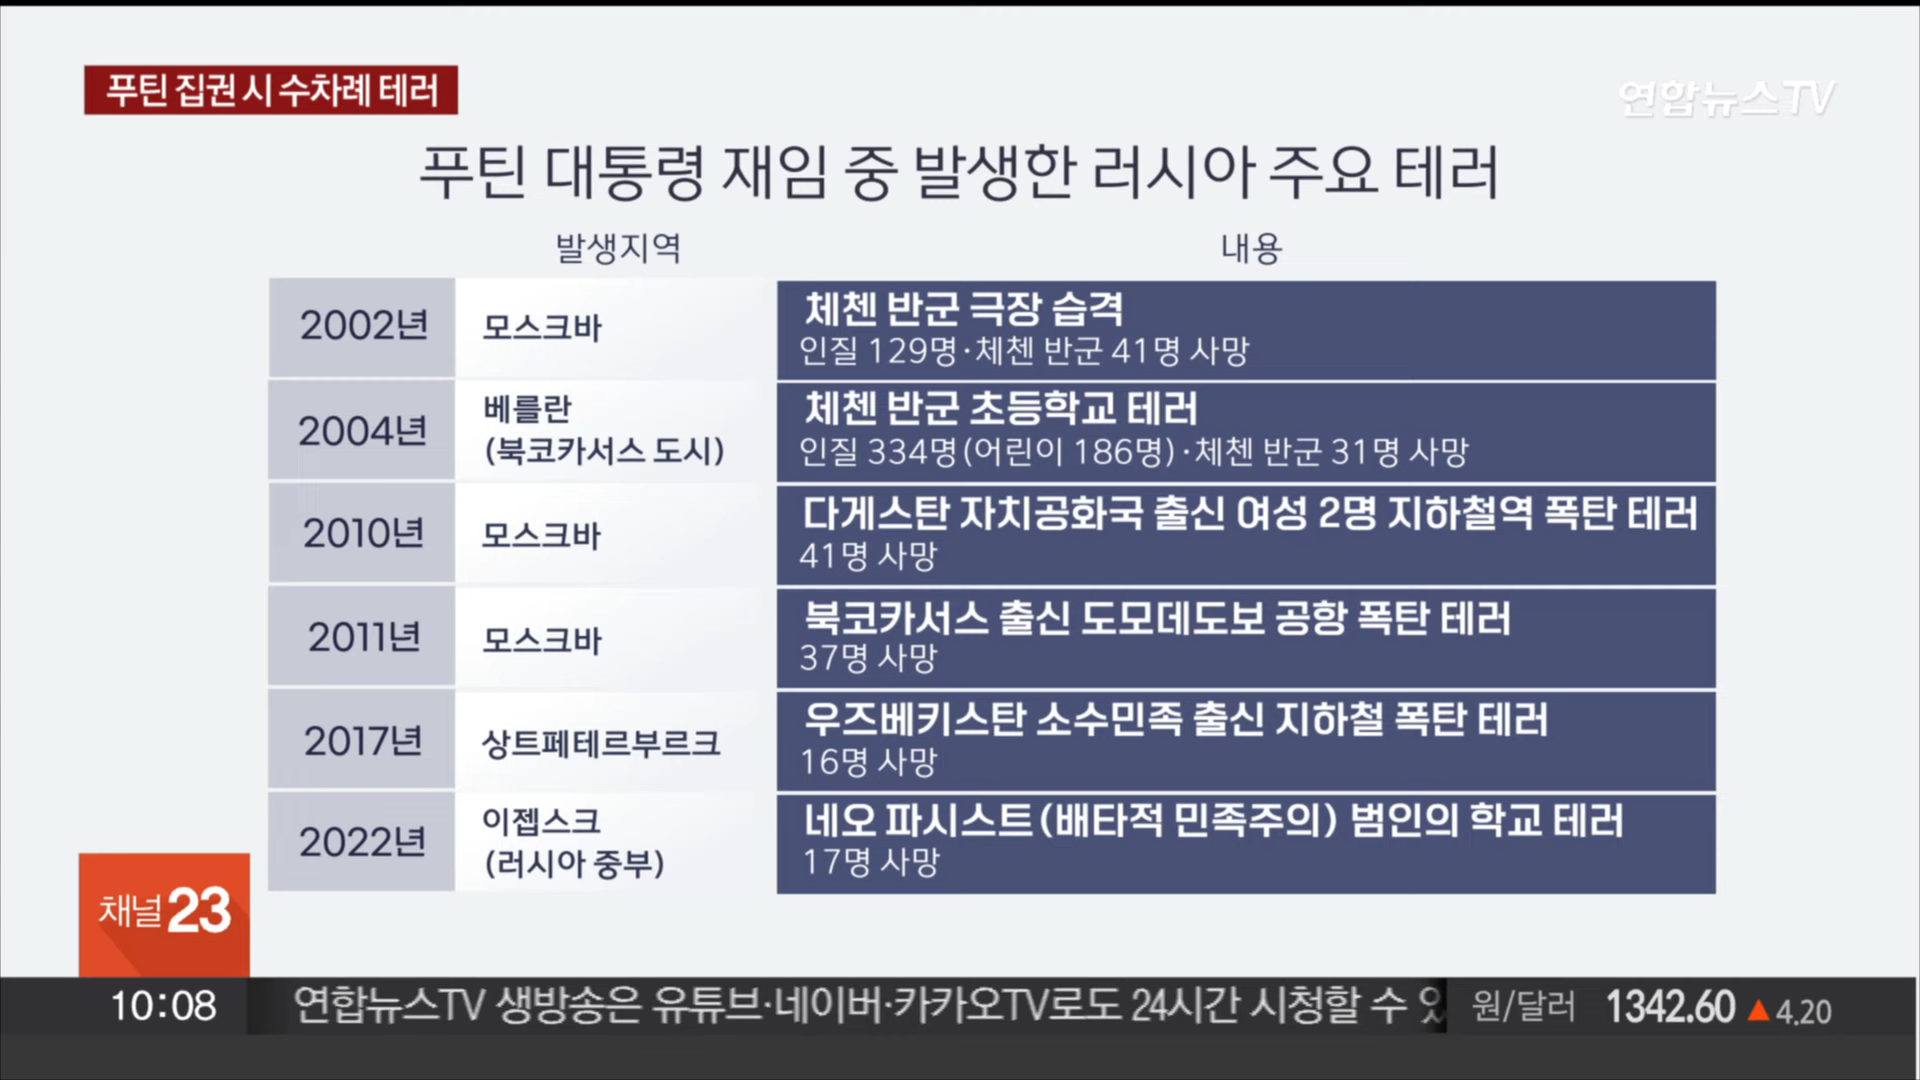 푸틴 집권 시 수차례 테러
연합뉴스TV
푸틴 대통령 재임 중 발생한 러시아 주요 테러
발생지역 내용
2002년 모스크바 체첸 반군 극장 습격
인질 129명·체첸 반군 41명 사망
2004년 베를란
(북코카서스 도시)
체첸 반군 초등학교 테러
인질 334명(어린이 186명)·체첸 반군 31명 사망
2010년 모스크바 다게스탄 자치공화국 출신 여성 2명 지하철역 폭탄 테러
41명 사망
2011년 모스크바 북코카서스 출신 도모데도보 공항 폭탄 테러
37명 사망
2017년 상트페테르부르크 우즈베키스탄 소수민족 출신 지하철 폭탄 테러
16명 사망
2022년 이젭스크
(러시아 중부)
네오 파시스트(배타적 민족주의) 범인의 학교 테러
17명 사망
채널 23
10:08 연합뉴스TV 생방송은 유튜브·네이버·카카오TV로도 24시간 시청할 수 원/달러 1342.60 ▲4.20